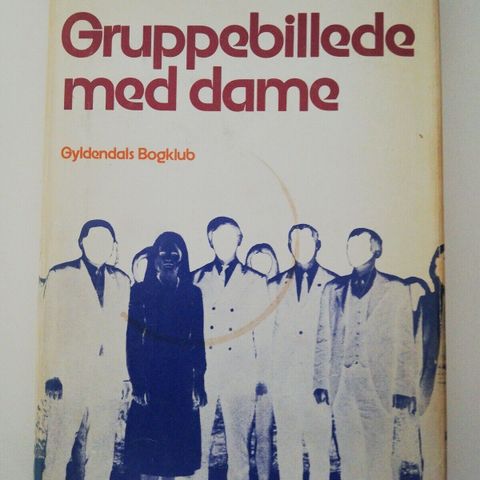 Gruppebillede
med dame
Gyldendals Bogklub